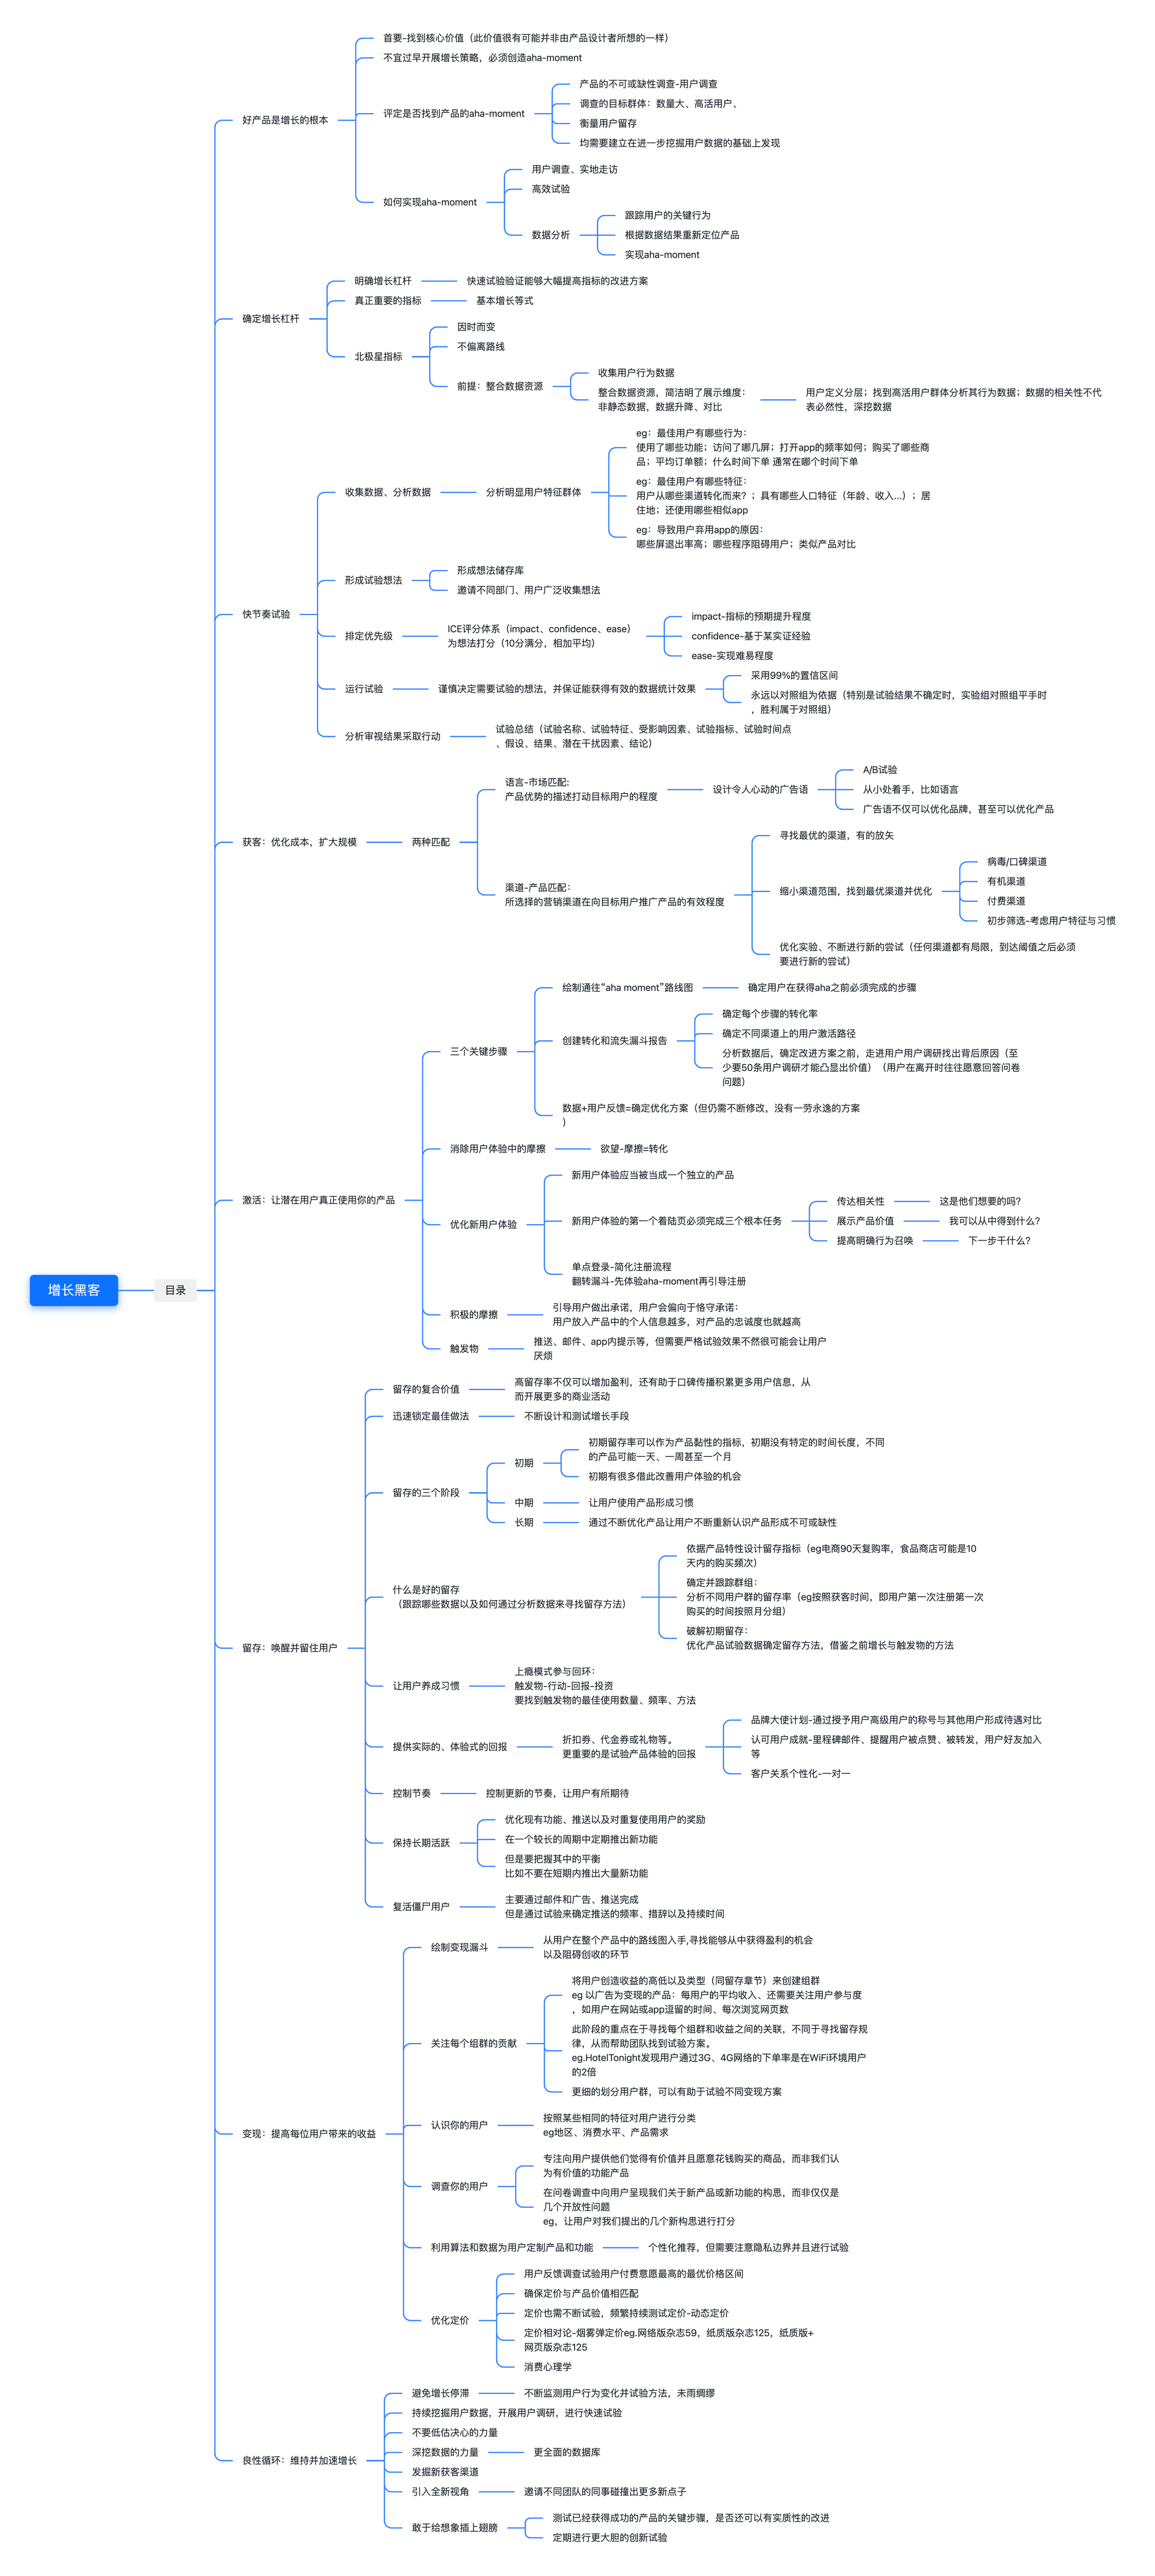 增长黑客
目录
好产品是增长的根本
首要-找到核心价值（此价值很有可能并非由产品设计者所想的一样）
不宜过早开展增长策略，必须创造aha-moment
评定是否找到产品的aha-moment
产品的不可或缺性调查-用户调查
调查的目标群体：数量大、高活用户、
衡量用户留存
均需要建立在进一步挖掘用户数据的基础上发现
如何实现aha-moment
用户调查、实地走访
高效试验
数据分析
跟踪用户的关键行为
根据数据结果重新定位产品
实现aha-moment
确定增长杠杆
明确增长杠杆
快速试验验证能够大幅提高指标的改进方案
真正重要的指标
基本增长等式
北极星指标
因时而变
不偏离路线
前提：整合数据资源
收集用户行为数据
整合数据资源，简洁明了展示维度：
非静态数据，数据升降、对比
用户定义分层；找到高活用户群体分析其行为数据；数据的相关性不代
表必然性，深挖数据
快节奏试验
收集数据、分析数据
分析明显用户特征群体
eg：最佳用户有哪些行为：
使用了哪些功能；访问了哪几屏；打开app的频率如何；购买了哪些商
品；平均订单额；什么时间下单 通常在哪个时间下单
eg：最佳用户有哪些特征：
用户从哪些渠道转化而来？；具有哪些人口特征（年龄、收入...）；居
住地；还使用哪些相似app
eg：导致用户弃用app的原因：
哪些屏退出率高；哪些程序阻碍用户；类似产品对比
形成试验想法
形成想法储存库
邀请不同部门、用户广泛收集想法
排定优先级
ICE评分体系（impact、confidence、ease）
为想法打分（10分满分，相加平均）
impact-指标的预期提升程度
confidence-基于某实证经验
ease-实现难易程度
运行试验
谨慎决定需要试验的想法，并保证能获得有效的数据统计效果
采用99%的置信区间
永远以对照组为依据（特别是试验结果不确定时，实验组对照组平手时
，胜利属于对照组）
分析审视结果采取行动
试验总结（试验名称、试验特征、受影响因素、试验指标、试验时间点
、假设、结果、潜在干扰因素、结论）
获客：优化成本，扩大规模
两种匹配
语言-市场匹配:
产品优势的描述打动目标用户的程度
设计令人心动的广告语
A/B试验
从小处着手，比如语言
广告语不仅可以优化品牌，甚至可以优化产品
渠道-产品匹配：
所选择的营销渠道在向目标用户推广产品的有效程度
寻找最优的渠道，有的放矢
缩小渠道范围，找到最优渠道并优化
病毒/口碑渠道
有机渠道
付费渠道
初步筛选-考虑用户特征与习惯
优化实验、不断进行新的尝试（任何渠道都有局限，到达阈值之后必须
要进行新的尝试）
激活：让潜在用户真正使用你的产品
三个关键步骤
绘制通往“aha moment”路线图
确定用户在获得aha之前必须完成的步骤
创建转化和流失漏斗报告
确定每个步骤的转化率
确定不同渠道上的用户激活路径
分析数据后，确定改进方案之前，走进用户用户调研找出背后原因（至
少要50条用户调研才能凸显出价值）（用户在离开时往往愿意回答问卷
问题）
数据+用户反馈=确定优化方案（但仍需不断修改，没有一劳永逸的方案
）
消除用户体验中的摩擦
欲望-摩擦=转化
优化新用户体验
新用户体验应当被当成一个独立的产品
新用户体验的第一个着陆页必须完成三个根本任务
传达相关性
这是他们想要的吗?
展示产品价值
我可以从中得到什么?
提高明确行为召唤
下一步干什么?
单点登录-简化注册流程
翻转漏斗-先体验aha-moment再引导注册
积极的摩擦
引导用户做出承诺，用户会偏向于恪守承诺：
用户放入产品中的个人信息越多，对产品的忠诚度也就越高
触发物
推送、邮件、app内提示等，但需要严格试验效果不然很可能会让用户
厌烦
留存：唤醒并留住用户
留存的复合价值
高留存率不仅可以增加盈利，还有助于口碑传播积累更多用户信息，从
而开展更多的商业活动
迅速锁定最佳做法
不断设计和测试增长手段
留存的三个阶段
初期
初期留存率可以作为产品黏性的指标，初期没有特定的时间长度，不同
的产品可能一天、一周甚至一个月
初期有很多借此改善用户体验的机会
中期
让用户使用产品形成习惯
长期
通过不断优化产品让用户不断重新认识产品形成不可或缺性
什么是好的留存
（跟踪哪些数据以及如何通过分析数据来寻找留存方法）
依据产品特性设计留存指标（eg电商90天复购率，食品商店可能是10
天内的购买频次）
确定并跟踪群组：
分析不同用户群的留存率（eg按照获客时间，即用户第一次注册第一次
购买的时间按照月分组）
破解初期留存：
优化产品试验数据确定留存方法，借鉴之前增长与触发物的方法
让用户养成习惯
上瘾模式参与回环：
触发物-行动-回报-投资
要找到触发物的最佳使用数量、频率、方法
提供实际的、体验式的回报
折扣券、代金券或礼物等。
更重要的是试验产品体验的回报
品牌大使计划-通过授予用户高级用户的称号与其他用户形成待遇对比
认可用户成就-里程碑邮件、提醒用户被点赞、被转发，用户好友加入
等
客户关系个性化-一对一
控制节奏
控制更新的节奏，让用户有所期待
保持长期活跃
优化现有功能、推送以及对重复使用用户的奖励
在一个较长的周期中定期推出新功能
但是要把握其中的平衡
比如不要在短期内推出大量新功能
复活僵尸用户
主要通过邮件和广告、推送完成
但是通过试验来确定推送的频率、措辞以及持续时间
变现：提高每位用户带来的收益
绘制变现漏斗
从用户在整个产品中的路线图入手,寻找能够从中获得盈利的机会
以及阻碍创收的环节
关注每个组群的贡献
将用户创造收益的高低以及类型（同留存章节）来创建组群
eg 以广告为变现的产品：每用户的平均收入、还需要关注用户参与度
，如用户在网站或app逗留的时间、每次浏览网页数
此阶段的重点在于寻找每个组群和收益之间的关联，不同于寻找留存规
律，从而帮助团队找到试验方案。
eg.HotelTonight发现用户通过3G、4G网络的下单率是在WiFi环境用户
的2倍
更细的划分用户群，可以有助于试验不同变现方案
认识你的用户
按照某些相同的特征对用户进行分类
eg地区、消费水平、产品需求
调查你的用户
专注向用户提供他们觉得有价值并且愿意花钱购买的商品，而非我们认
为有价值的功能产品
在问卷调查中向用户呈现我们关于新产品或新功能的构思，而非仅仅是
几个开放性问题
eg，让用户对我们提出的几个新构思进行打分
利用算法和数据为用户定制产品和功能
个性化推荐，但需要注意隐私边界并且进行试验
优化定价
用户反馈调查试验用户付费意愿最高的最优价格区间
确保定价与产品价值相匹配
定价也需不断试验，频繁持续测试定价-动态定价
定价相对论-烟雾弹定价eg.网络版杂志59，纸质版杂志125，纸质版+
网页版杂志125
消费心理学
良性循环：维持并加速增长
避免增长停滞
不断监测用户行为变化并试验方法，未雨绸缪
持续挖掘用户数据，开展用户调研，进行快速试验
不要低估决心的力量
深挖数据的力量
更全面的数据库
发掘新获客渠道
引入全新视角
邀请不同团队的同事碰撞出更多新点子
敢于给想象插上翅膀
测试已经获得成功的产品的关键步骤，是否还可以有实质性的改进
定期进行更大胆的创新试验